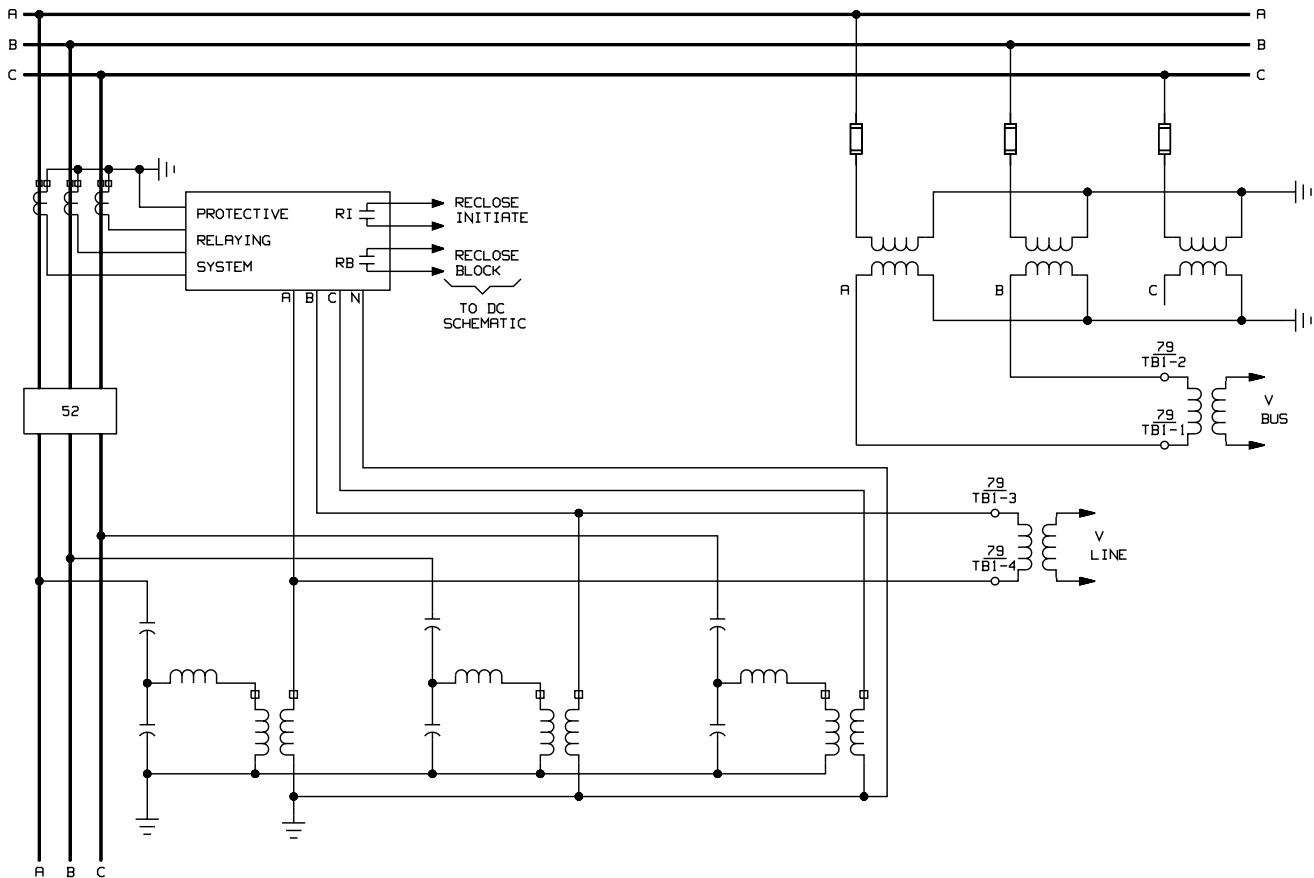 A
A
B
B
C
C
PROTECTIVE
RELAYING
SYSTEM
RI
RB
RECLOSE
INITIATE
RECLOSE
BLOCK
TO DC
SCHEMATIC
A B C N
A
B
C
79
TB1-2
79
TB1-1
V
BUS
52
79
TB1-3
79
TB1-4
V
LINE
A B C